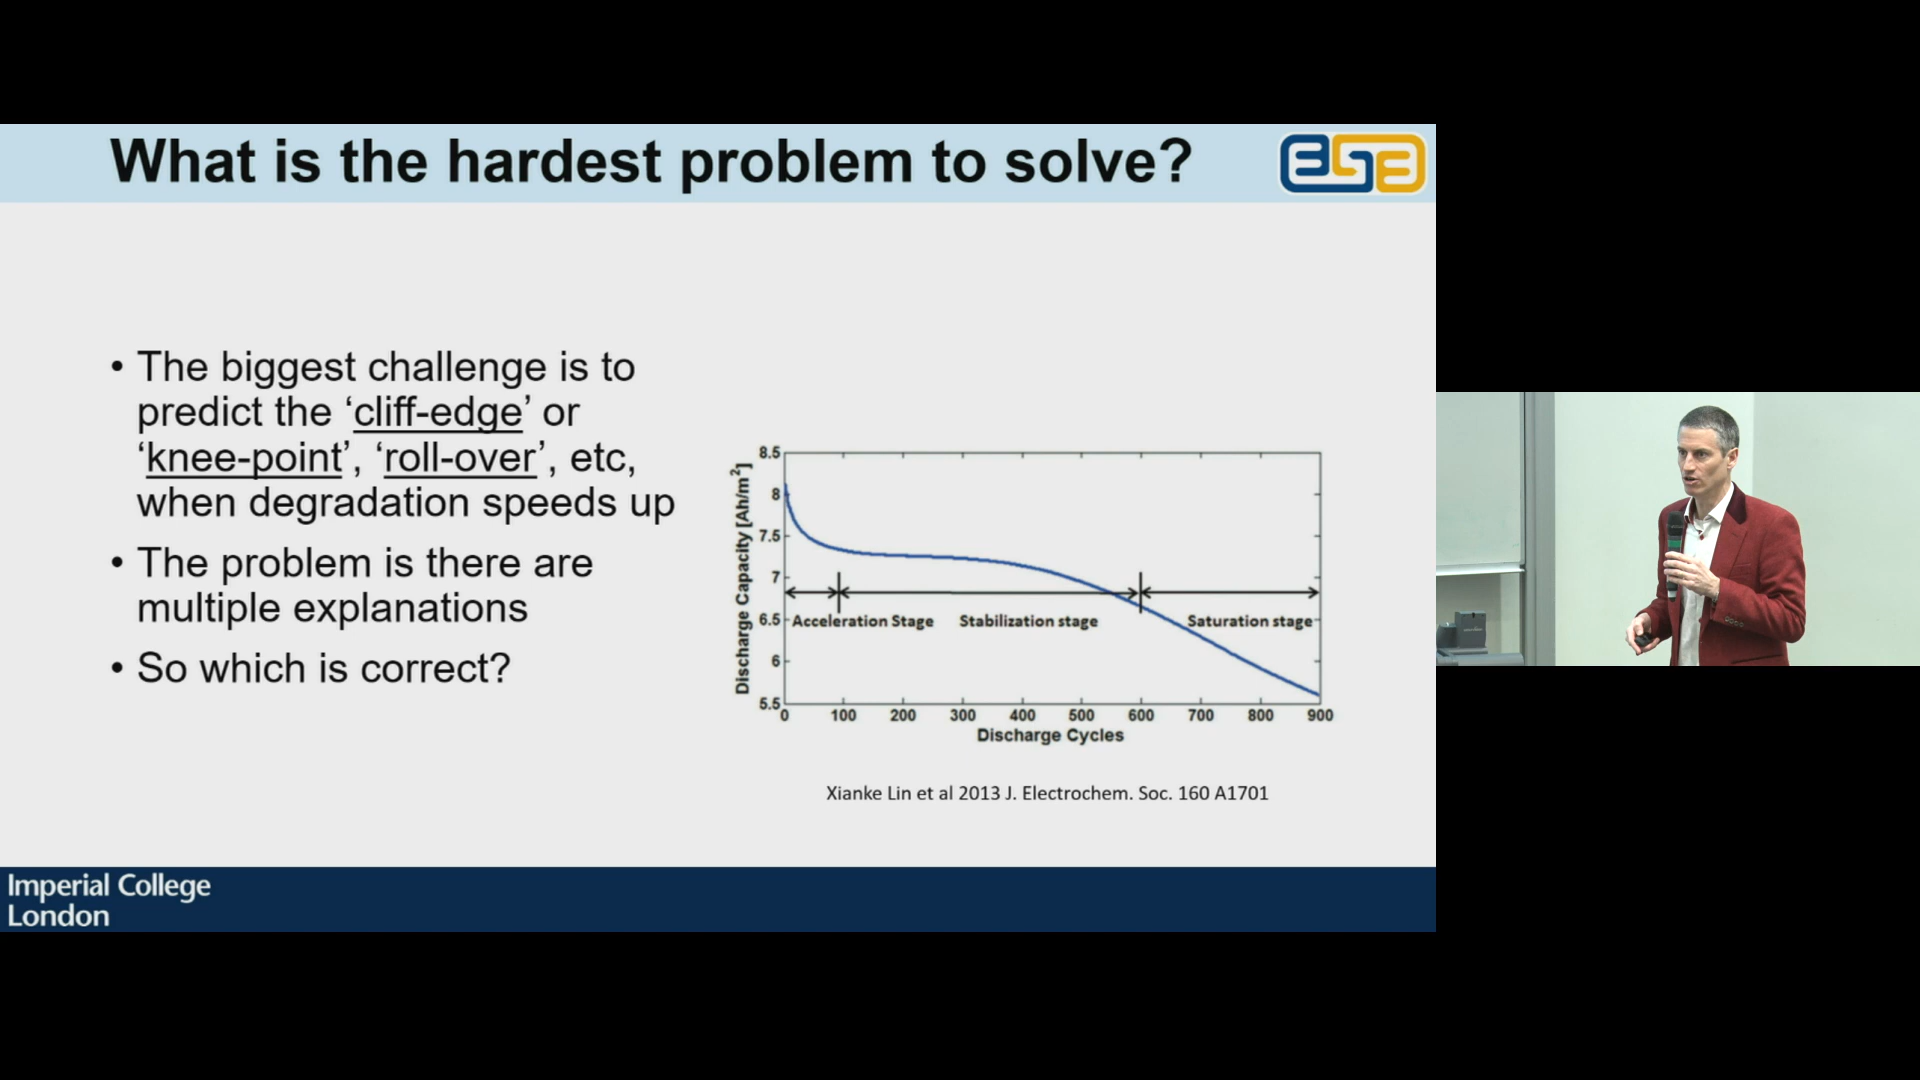 What is the hardest problem to solve?
• The biggest challenge is to
predict the ‘cliff-edge’ or
‘knee-point’, ‘roll-over’, etc,
when degradation speeds up
• The problem is there are
multiple explanations
• So which is correct?
Discharge Capacity [Ah/m²]
8.5
8
7.5
7
6.5
6
5.5
Acceleration Stage
Stabilization stage
Saturation stage
0 100 200 300 400 500 600 700 800 900
Discharge Cycles
Xianke Lin et al 2013 J. Electrochem. Soc. 160 A1701
Imperial College
London